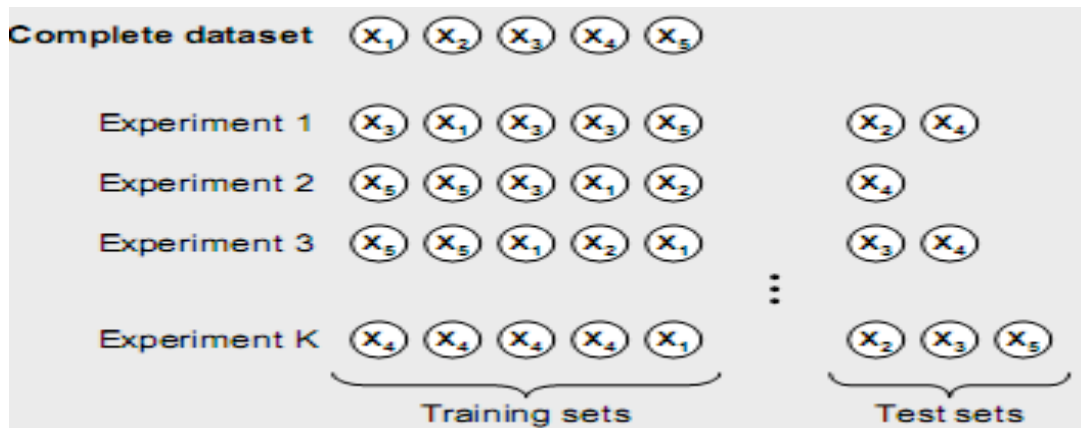 Complete dataset X₁ X₂ X₃ X₄ X₅
Experiment 1 X₃ X₁ X₃ X₃ X₅ X₂ X₄
Experiment 2 X₅ X₅ X₃ X₁ X₂ X₄
Experiment 3 X₅ X₅ X₁ X₂ X₁ X₃ X₄
Experiment K X₄ X₄ X₄ X₄ X₁ X₂ X₃ X₅
Training sets Test sets